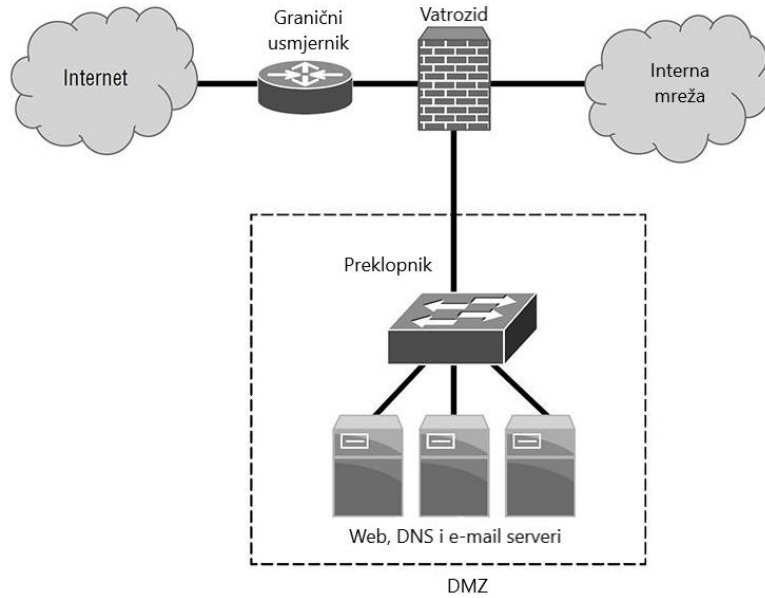 Granični
usmjernik
Vatrozid
Internet
Interna
mreža
Preklopnik
Web, DNS i e-mail serveri
DMZ